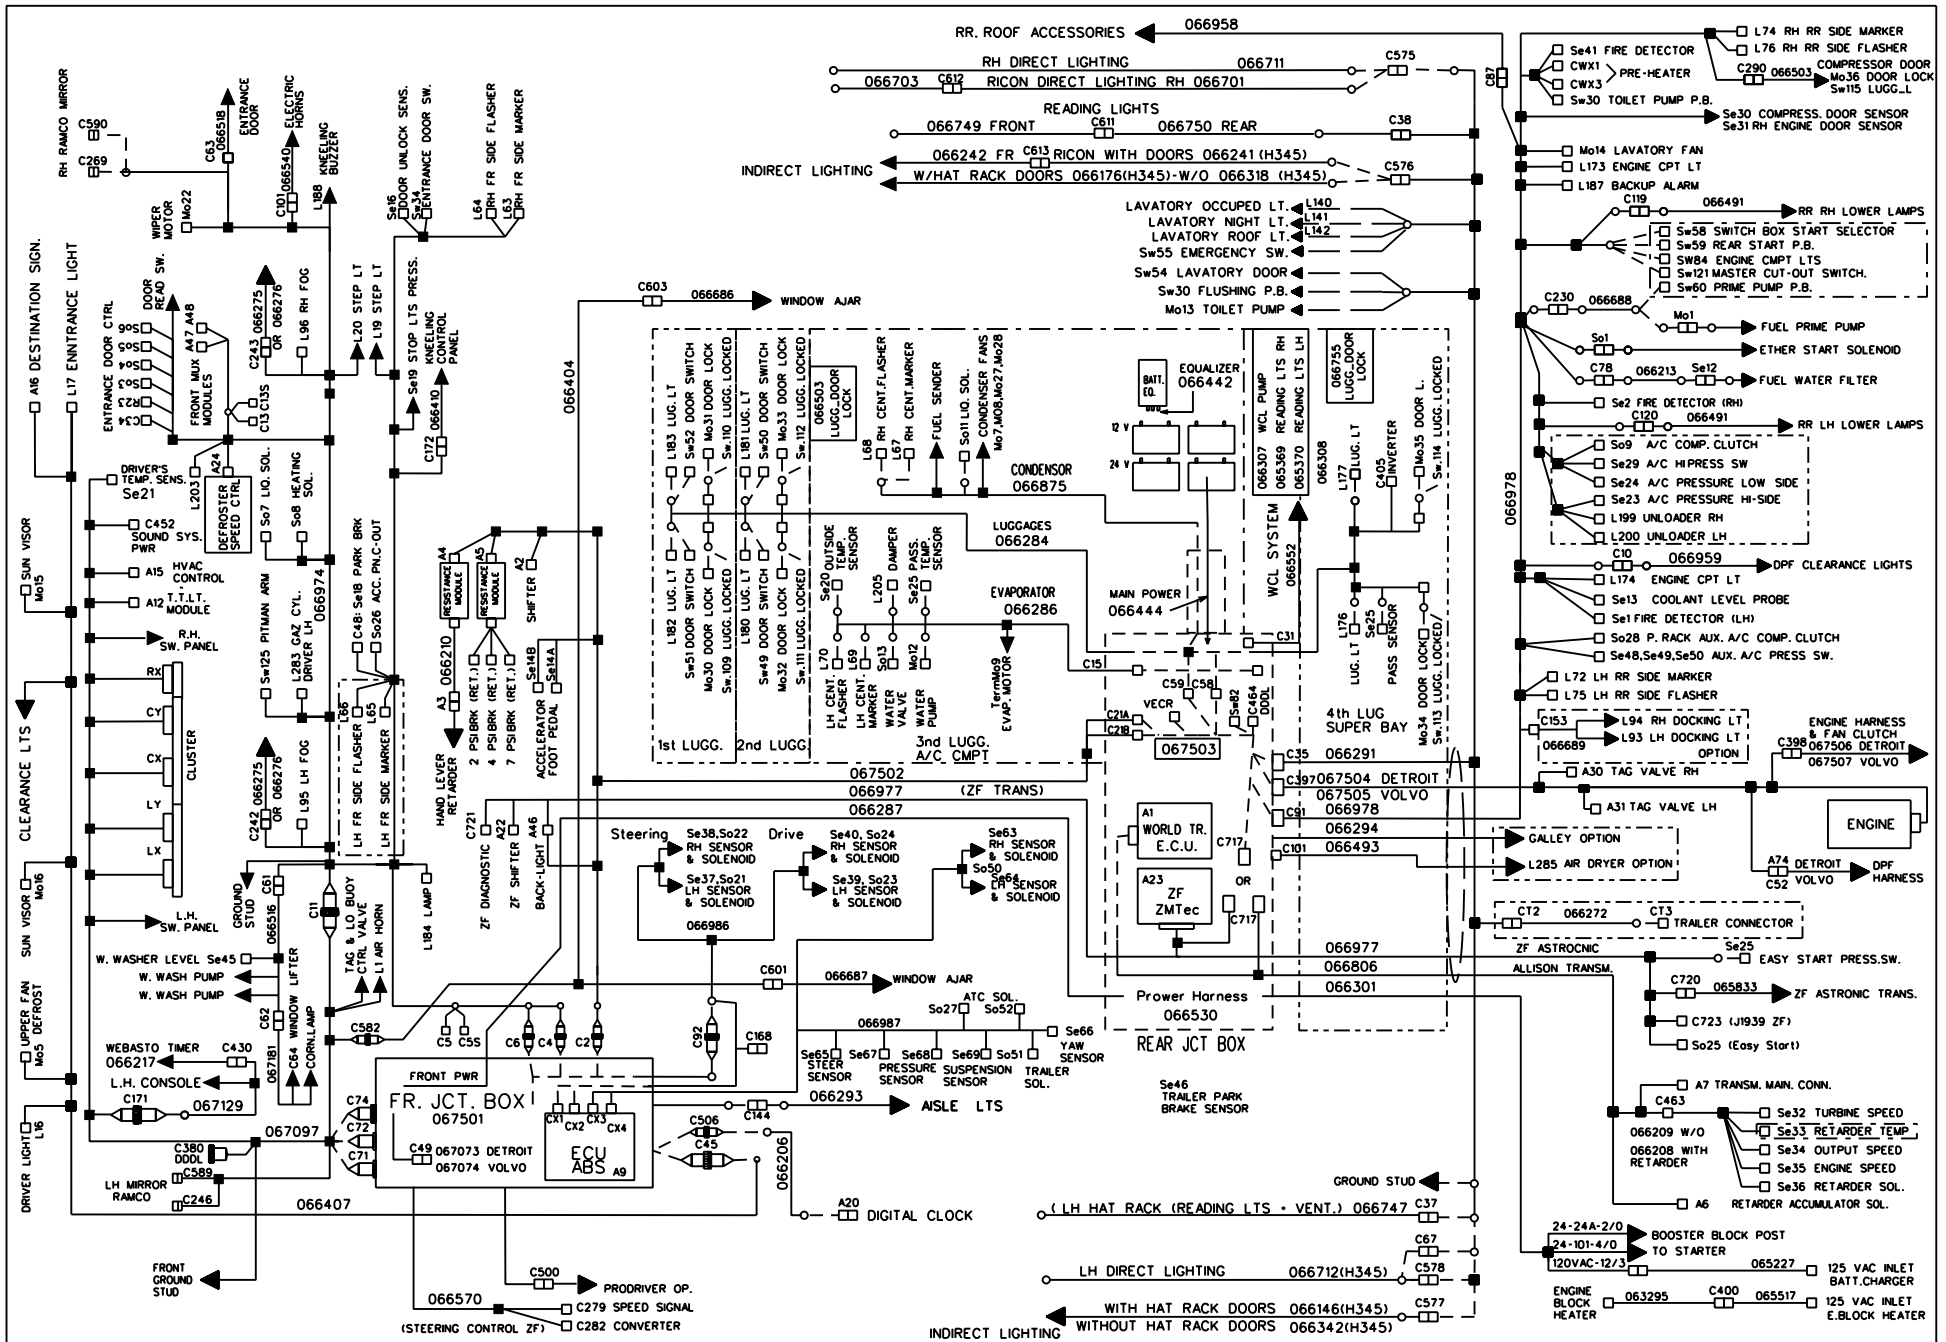 RR. ROOF ACCESSORIES
066958
RH DIRECT LIGHTING
066711
C575
066703
C612
RICON DIRECT LIGHTING RH 066701
READING LIGHTS
066749 FRONT
C611
066750 REAR
C38
INDIRECT LIGHTING
066242 FR
C613
RICON WITH DOORS 066241(H345)
W/HAT RACK DOORS 066176(H345)-W/O 066318 (H345)
C576
LAVATORY OCCUPED LT.
L140
LAVATORY NIGHT LT.
L141
LAVATORY ROOF LT.
L142
Sw55 EMERGENCY SW.
Sw54 LAVATORY DOOR
Sw30 FLUSHING P.B.
Mo13 TOILET PUMP
C87
L74 RH RR SIDE MARKER
L76 RH RR SIDE FLASHER
Se41 FIRE DETECTOR
CWX1
CWX3
PRE-HEATER
Sw30 TOILET PUMP P.B.
C290
066503
COMPRESSOR DOOR
Mo36 DOOR LOCK
Sw115 LUGG_L
Se30 COMPRESS. DOOR SENSOR
Se31 RH ENGINE DOOR SENSOR
Mo14 LAVATORY FAN
L173 ENGINE CPT LT
L187 BACKUP ALARM
C119
066491
RR RH LOWER LAMPS
Sw58 SWITCH BOX START SELECTOR
Sw59 REAR START P.B.
SW84 ENGINE CMPT LTS
Sw121 MASTER CUT-OUT SWITCH.
Sw60 PRIME PUMP P.B.
C230
066688
Mo1
FUEL PRIME PUMP
So1
ETHER START SOLENOID
C78
066213
Se12
FUEL WATER FILTER
Se2 FIRE DETECTOR (RH)
C120
066491
RR LH LOWER LAMPS
So9 A/C COMP. CLUTCH
Se29 A/C HIPRESS SW
Se24 A/C PRESSURE LOW SIDE
Se23 A/C PRESSURE HI-SIDE
L199 UNLOADER RH
L200 UNLOADER LH
066978
C10
066959
DPF CLEARANCE LIGHTS
L174 ENGINE CPT LT
Se13 COOLANT LEVEL PROBE
Se1 FIRE DETECTOR (LH)
So28 P. RACK AUX. A/C COMP. CLUTCH
Se48,Se49,Se50 AUX. A/C PRESS SW.
L72 LH RR SIDE MARKER
L75 LH RR SIDE FLASHER
C153
066689
L94 RH DOCKING LT
L93 LH DOCKING LT
OPTION
ENGINE HARNESS
& FAN CLUTCH
C398
067506 DETROIT
067507 VOLVO
A30 TAG VALVE RH
A31 TAG VALVE LH
ENGINE
GALLEY OPTION
L285 AIR DRYER OPTION
A74
DETROIT
C52
VOLVO
DPF
HARNESS
CT2
066272
CT3
TRAILER CONNECTOR
ZF ASTROCNIC
Se25
EASY START PRESS.SW.
ALLISON TRANSM.
C720
065833
ZF ASTRONIC TRANS.
C723 (J1939 ZF)
So25 (Easy Start)
A7 TRANSM. MAIN. CONN.
C463
066209 W/O
066208 WITH
RETARDER
Se32 TURBINE SPEED
Se33 RETARDER TEMP
Se34 OUTPUT SPEED
Se35 ENGINE SPEED
Se36 RETARDER SOL.
A6
RETARDER ACCUMULATOR SOL.
24-24A-2/0
BOOSTER BLOCK POST
24-101-4/0
TO STARTER
120VAC-12/3
065227
125 VAC INLET
BATT.CHARGER
ENGINE
BLOCK
HEATER
063295
C400
065517
125 VAC INLET
E.BLOCK HEATER
RH RAMCO MIRROR
C590
C269
C63
066518
ENTRANCE
DOOR
ELECTRIC
HORNS
066540
C101
KNEELING
BUZZER
L188
WIPER
MOTOR
Mo22
Se16
DOOR UNLOCK SENS.
Sw34
ENTRANCE DOOR SW.
L64
RH FR SIDE FLASHER
L63
RH FR SIDE MARKER
A16 DESTINATION SIGN.
L17 ENNTRANCE LIGHT
DOOR
READ SW.
ENTRANCE DOOR CTRL
So6
So5
So4
So3
R23
C34
A47
A48
FRONT MUX
MODULES
C13
C13S
C243
066275
OR 066276
L96 RH FOG
L20 STEP LT
L19 STEP LT
Se19 STOP LTS PRESS.
KNEELING
CONTROL
PANEL
066410
C172
066404
C603
066686
WINDOW AJAR
DRIVER'S
TEMP. SENS.
Se21
L203
A24
DEFROSTER
SPEED CTRL
So7 LIQ. SOL.
So8 HEATING
SOL.
C452
SOUND SYS.
PWR
A15
HVAC
CONTROL
A12
T.T.LT.
MODULE
R.H.
SW. PANEL
SUN VISOR
Mo15
CLEARANCE LTS
RX
CY
CX
LY
LX
CLUSTER
Sw125 PITMAN ARM
L283 GAZ CYL.
DRIVER LH
066974
C48: Se18 PARK BRK
So26 ACC. PN.C-OUT
L66
LH FR SIDE FLASHER
L65
LH FR SIDE MARKER
C242
066275
OR 066276
L95 LH FOG
SUN VISOR
Mo16
L.H.
SW. PANEL
GROUND
STUD
C61
066516
C11
TAG & LO BUOY
CTRL VALVE
L1 AIR HORN
L184 LAMP
W. WASHER LEVEL Se45
W. WASH PUMP
W. WASH PUMP
C62
067181
C64 WINDOW LIFTER
CORN.LAMP
C582
UPPER FAN
Mo5 DEFROST
WEBASTO TIMER
066217
C430
L.H. CONSOLE
C171
067129
067097
C380
DDDL
C589
LH MIRROR
RAMCO
C246
DRIVER LIGHT
L16
066407
FRONT
GROUND
STUD
A4
RESISTANCE
MODULE
A5
RESISTANCE
MODULE
A2
SHIFTER
066210
A3
HAND LEVER
RETARDER
2 PSI BRK (RET.)
4 PSI BRK (RET.)
7 PSI BRK (RET.)
Se14B
Se14A
ACCELERATOR
FOOT PEDAL
C721
ZF DIAGNOSTIC
A22
ZF SHIFTER
A46
BACK-LIGHT
L183 LUG. LT
Sw52 DOOR SWITCH
Mo31 DOOR LOCK
Sw.110 LUGG. LOCKED
L181 LUG. LT
Sw50 DOOR SWITCH
Mo33 DOOR LOCK
Sw.112 LUGG. LOCKED
066503
LUGG_DOOR
LOCK
L182 LUG. LT
Sw51 DOOR SWITCH
Mo30 DOOR LOCK
Sw.109 LUGG. LOCKED
L180 LUG. LT
Sw49 DOOR SWITCH
Mo32 DOOR LOCK
Sw.111 LUGG. LOCKED
1st LUGG.
2nd LUGG.
3nd LUGG.
A/C CMPT
L68
RH CENT.FLASHER
L67
RH CENT.MARKER
FUEL SENDER
So11 LIQ. SOL.
CONDENSER FANS
Mo7,Mo8,Mo27,Mo28
CONDENSOR
066875
LUGGAGES
066284
Se20
OUTSIDE
TEMP.
SENSOR
L205
DAMPER
Se25
PASS.
TEMP.
SENSOR
EVAPORATOR
066286
L70
LH CENT.
FLASHER
L69
LH CENT.
MARKER
So13
WATER
VALVE
Mo12
WATER
PUMP
TermMo9
EVAP.MOTOR
BATT.
EQ.
EQUALIZER
066442
12 V
24 V
MAIN POWER
066444
066307 WCL PUMP
065369 READING LTS RH
065370 READING LTS LH
066308
WCL SYSTEM
066552
066755
LUGG_DOOR
LOCK
L177
LUG. LT
C405
INVERTER
Mo35 DOOR L.
Sw.114 LUGG. LOCKED
L176
LUG. LT
Se25
PASS SENSOR
Mo34 DOOR LOCK
Sw.113 LUGG. LOCKED/
4th LUG
SUPER BAY
C15
C31
C59
C58
VECR
Sw82
C464
DDDL
C21A
C21B
067503
C35
066291
C397
067504 DETROIT
067505 VOLVO
C91
066978
066294
C101
066493
A1
WORLD TR.
E.C.U.
C717
OR
A23
ZF
ZMTec
C717
066977
066806
066301
Prower Harness
066530
REAR JCT BOX
067502
066977
(ZF TRANS)
066287
Steering
Se38,So22
RH SENSOR
& SOLENOID
Se37,So21
LH SENSOR
& SOLENOID
Drive
Se40, So24
RH SENSOR
& SOLENOID
Se39, So23
LH SENSOR
& SOLENOID
Se63
RH SENSOR
& SOLENOID
So50
Se64
LH SENSOR
& SOLENOID
066986
C601
066687
WINDOW AJAR
ATC SOL.
So27
So52
066987
Se66
YAW
SENSOR
Se65
STEER
SENSOR
Se67
Se68
PRESSURE
SENSOR
Se69
SUSPENSION
SENSOR
So51
TRAILER
SOL.
C5
C5S
C6
C4
C2
C92
C168
FRONT PWR
FR. JCT. BOX
067501
C74
C72
C71
C49
067073 DETROIT
067074 VOLVO
CX1
CX2
CX3
CX4
ECU
ABS
A9
066293
C144
AISLE LTS
C506
C45
066206
A20
DIGITAL CLOCK
Se46
TRAILER PARK
BRAKE SENSOR
C500
PRODRIVER OP.
066570
(STEERING CONTROL ZF)
C279 SPEED SIGNAL
C282 CONVERTER
GROUND STUD
( LH HAT RACK (READING LTS + VENT.) 066747
C37
C67
LH DIRECT LIGHTING
066712(H345)
C578
WITH HAT RACK DOORS 066146(H345)
C577
INDIRECT LIGHTING
WITHOUT HAT RACK DOORS 066342(H345)